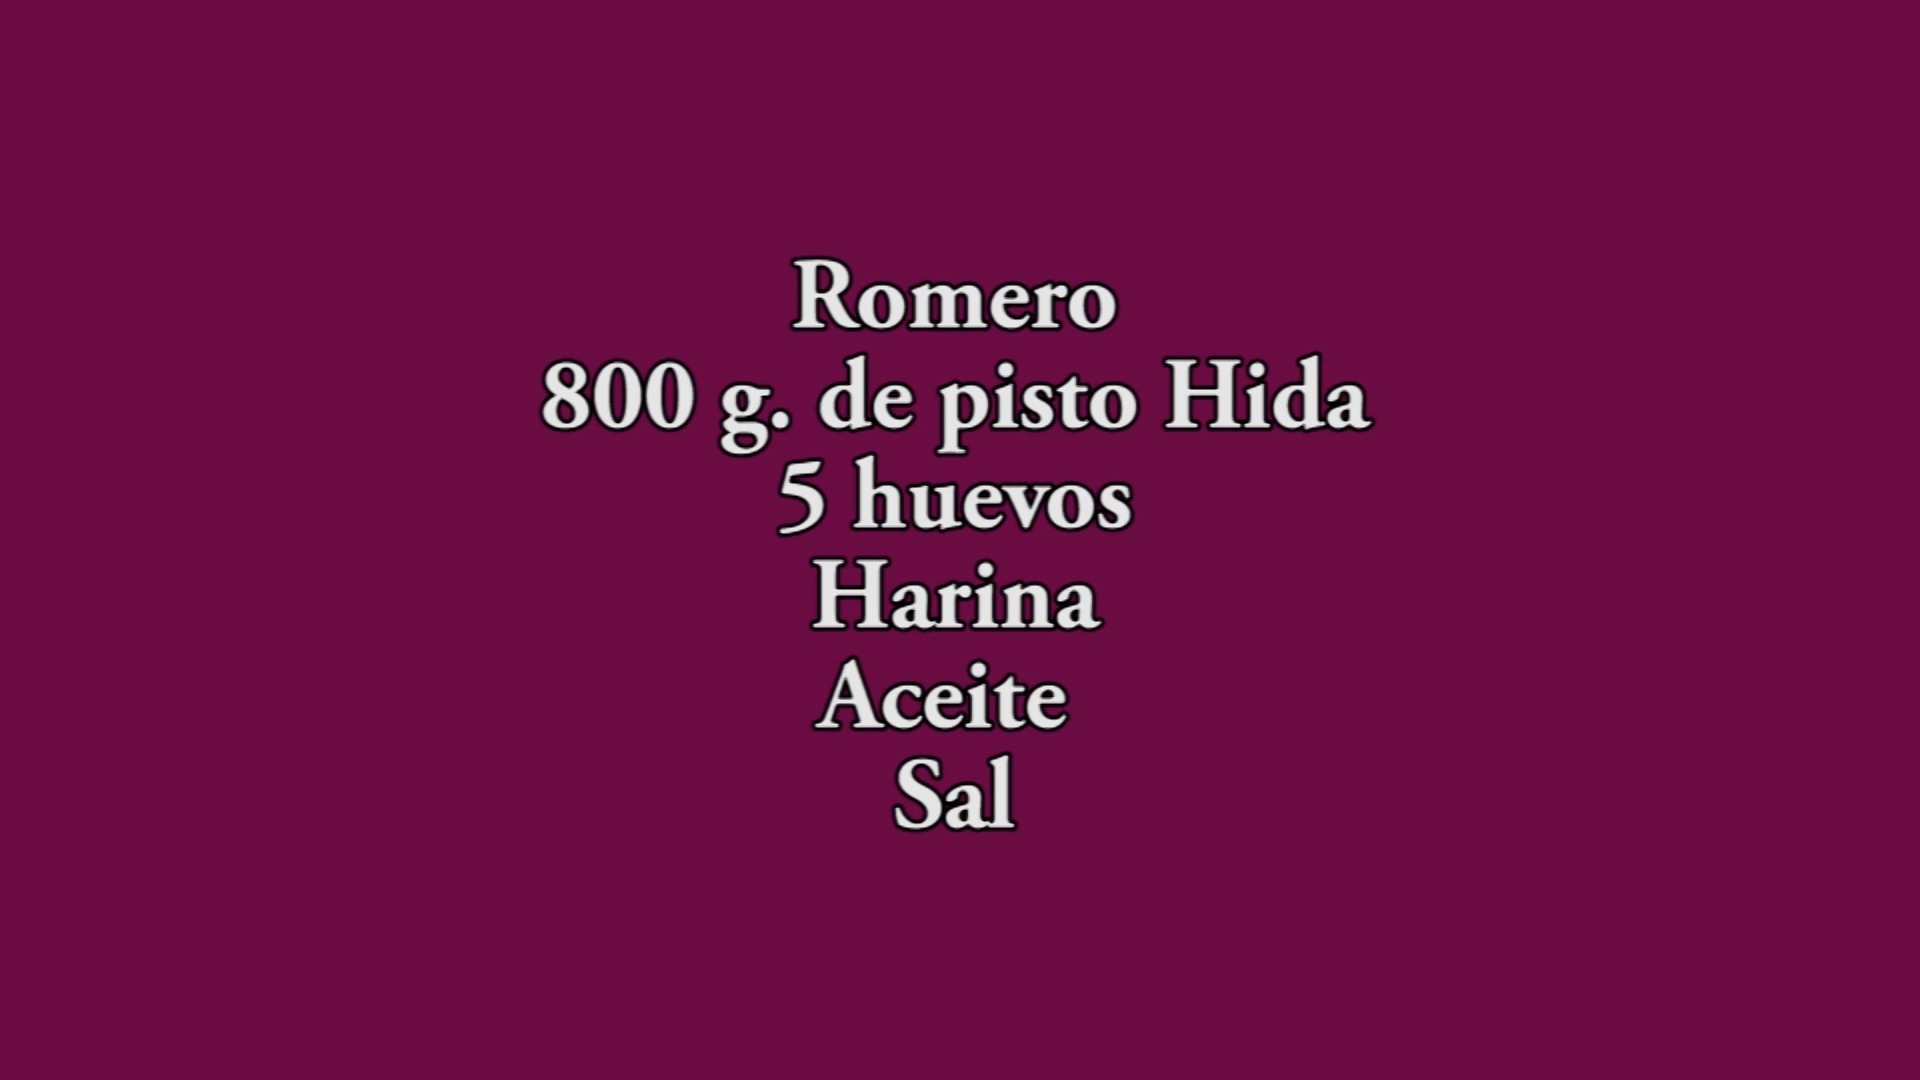 Romero
800 g. de pisto Hida
5 huevos
Harina
Aceite
Sal